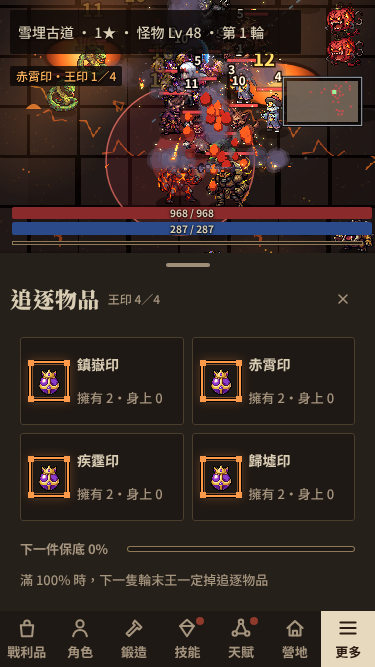 雪埋古道 · 1★ · 怪物 Lv 48 · 第 1 輪
赤霄印·王印 1／4
5
12
3
4
11
10
968 / 968
287 / 287
追逐物品 王印 4／4 ×
鎮嶽印
擁有 2·身上 0
赤霄印
擁有 2·身上 0
疾霆印
擁有 2·身上 0
歸墟印
擁有 2·身上 0
下一件保底 0%
滿 100% 時，下一隻輪末王一定掉追逐物品
戰利品 角色 鍛造 技能 天賦 營地 更多